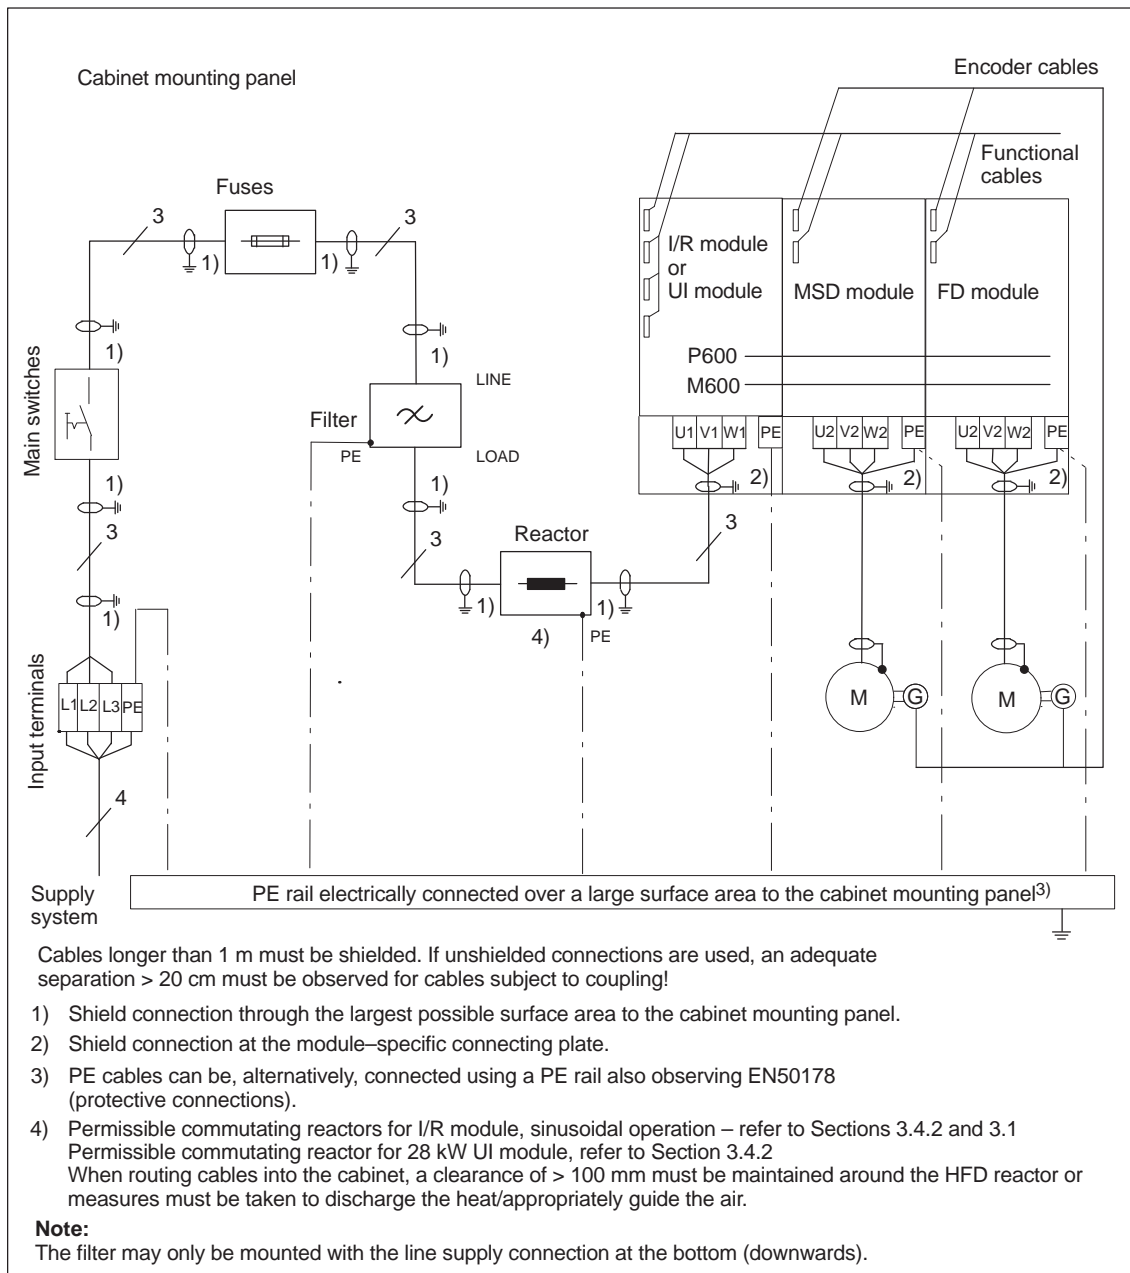 Cabinet mounting panel
Encoder cables
Functional
cables
Fuses
3
3
1)
1)
I/R module
or
UI module
MSD module
FD module
1)
1)
P600
M600
Main switches
LINE
Filter
PE
LOAD
U1 V1 W1 PE
U2 V2 W2 PE
U2 V2 W2 PE
1)
1)
2)
2)
2)
3
3
3
Reactor
1)
1)
1)
4)
PE
Input terminals
L1 L2 L3 PE
M
G
M
G
4
Supply
system
PE rail electrically connected over a large surface area to the cabinet mounting panel3)
Cables longer than 1 m must be shielded. If unshielded connections are used, an adequate
separation > 20 cm must be observed for cables subject to coupling!
1) Shield connection through the largest possible surface area to the cabinet mounting panel.
2) Shield connection at the module–specific connecting plate.
3) PE cables can be, alternatively, connected using a PE rail also observing EN50178
(protective connections).
4) Permissible commutating reactors for I/R module, sinusoidal operation – refer to Sections 3.4.2 and 3.1
Permissible commutating reactor for 28 kW UI module, refer to Section 3.4.2
When routing cables into the cabinet, a clearance of > 100 mm must be maintained around the HFD reactor or
measures must be taken to discharge the heat/appropriately guide the air.
Note:
The filter may only be mounted with the line supply connection at the bottom (downwards).